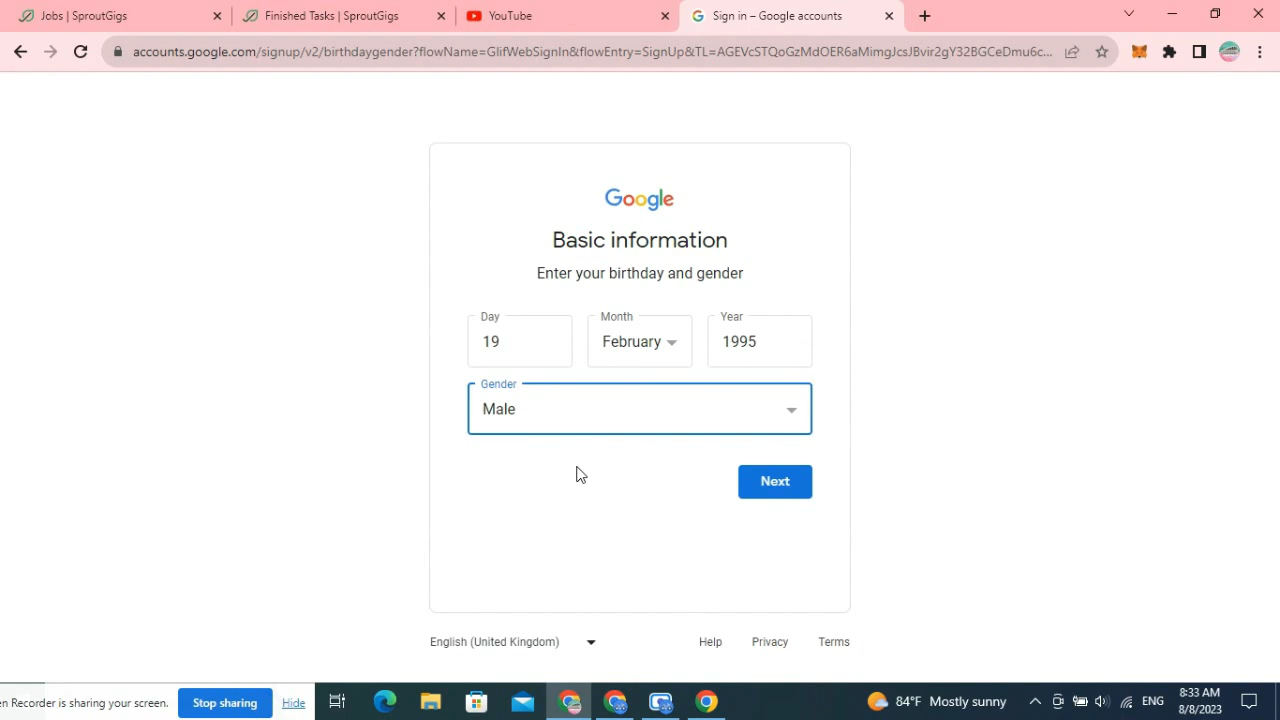 Jobs | SproutGigs
Finished Tasks | SproutGigs
YouTube
Sign in – Google accounts
accounts.google.com/signup/v2/birthdaygender?flowName=GlifWebSignIn&flowEntry=SignUp&TL=AGEVcSTQoGzMdOER6aMimgJcsJBvir2gY32BGCeDmu6c...
Google
Basic information
Enter your birthday and gender
Day
Month
Year
19
February
1995
Gender
Male
Next
English (United Kingdom)
Help
Privacy
Terms
en Recorder is sharing your screen.
Stop sharing
Hide
84°F Mostly sunny
ENG
8:33 AM
8/8/2023